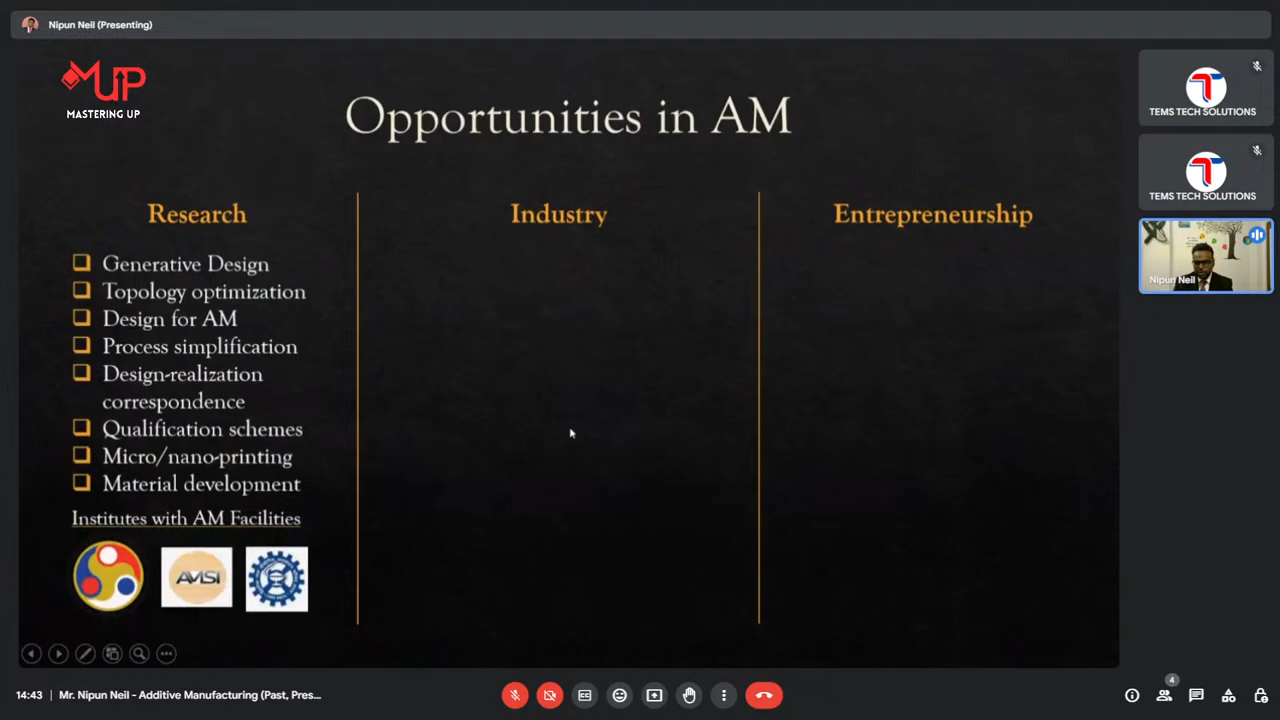 Nipun Neil (Presenting)
MUP
MASTERING UP
Opportunities in AM
Research
Generative Design
Topology optimization
Design for AM
Process simplification
Design-realization
correspondence
Qualification schemes
Micro/nano-printing
Material development
Institutes with AM Facilities
AMSI
Industry
Entrepreneurship
TEMS TECH SOLUTIONS
TEMS TECH SOLUTIONS
Nipun Neil
14:43 | Mr. Nipun Neil - Additive Manufacturing (Past, Pres...
4